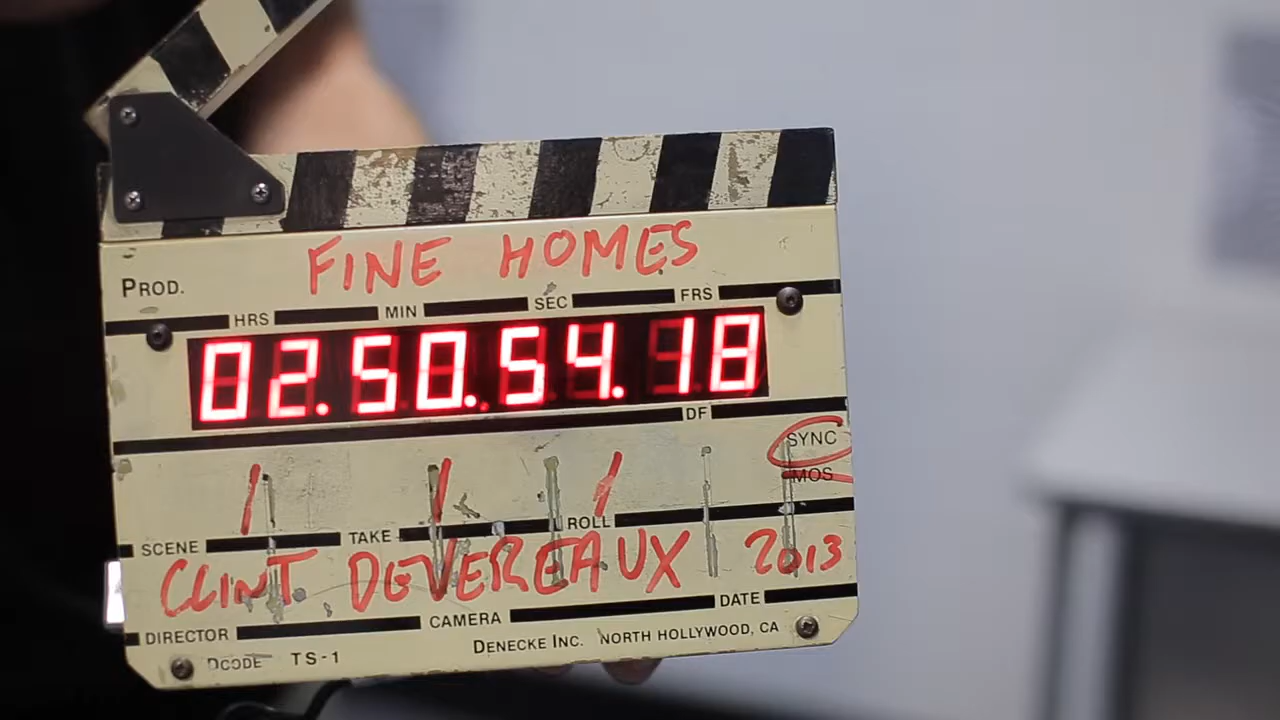 FINE HOMES
PROD.
HRS MIN SEC FRS
02.50.54.18
DF
SYNC
MOS
1 1 1
SCENE TAKE ROLL
CLINT DEVEREAUX 2013
DIRECTOR CAMERA DATE
DCODE TS-1 DENECKE INC. NORTH HOLLYWOOD, CA